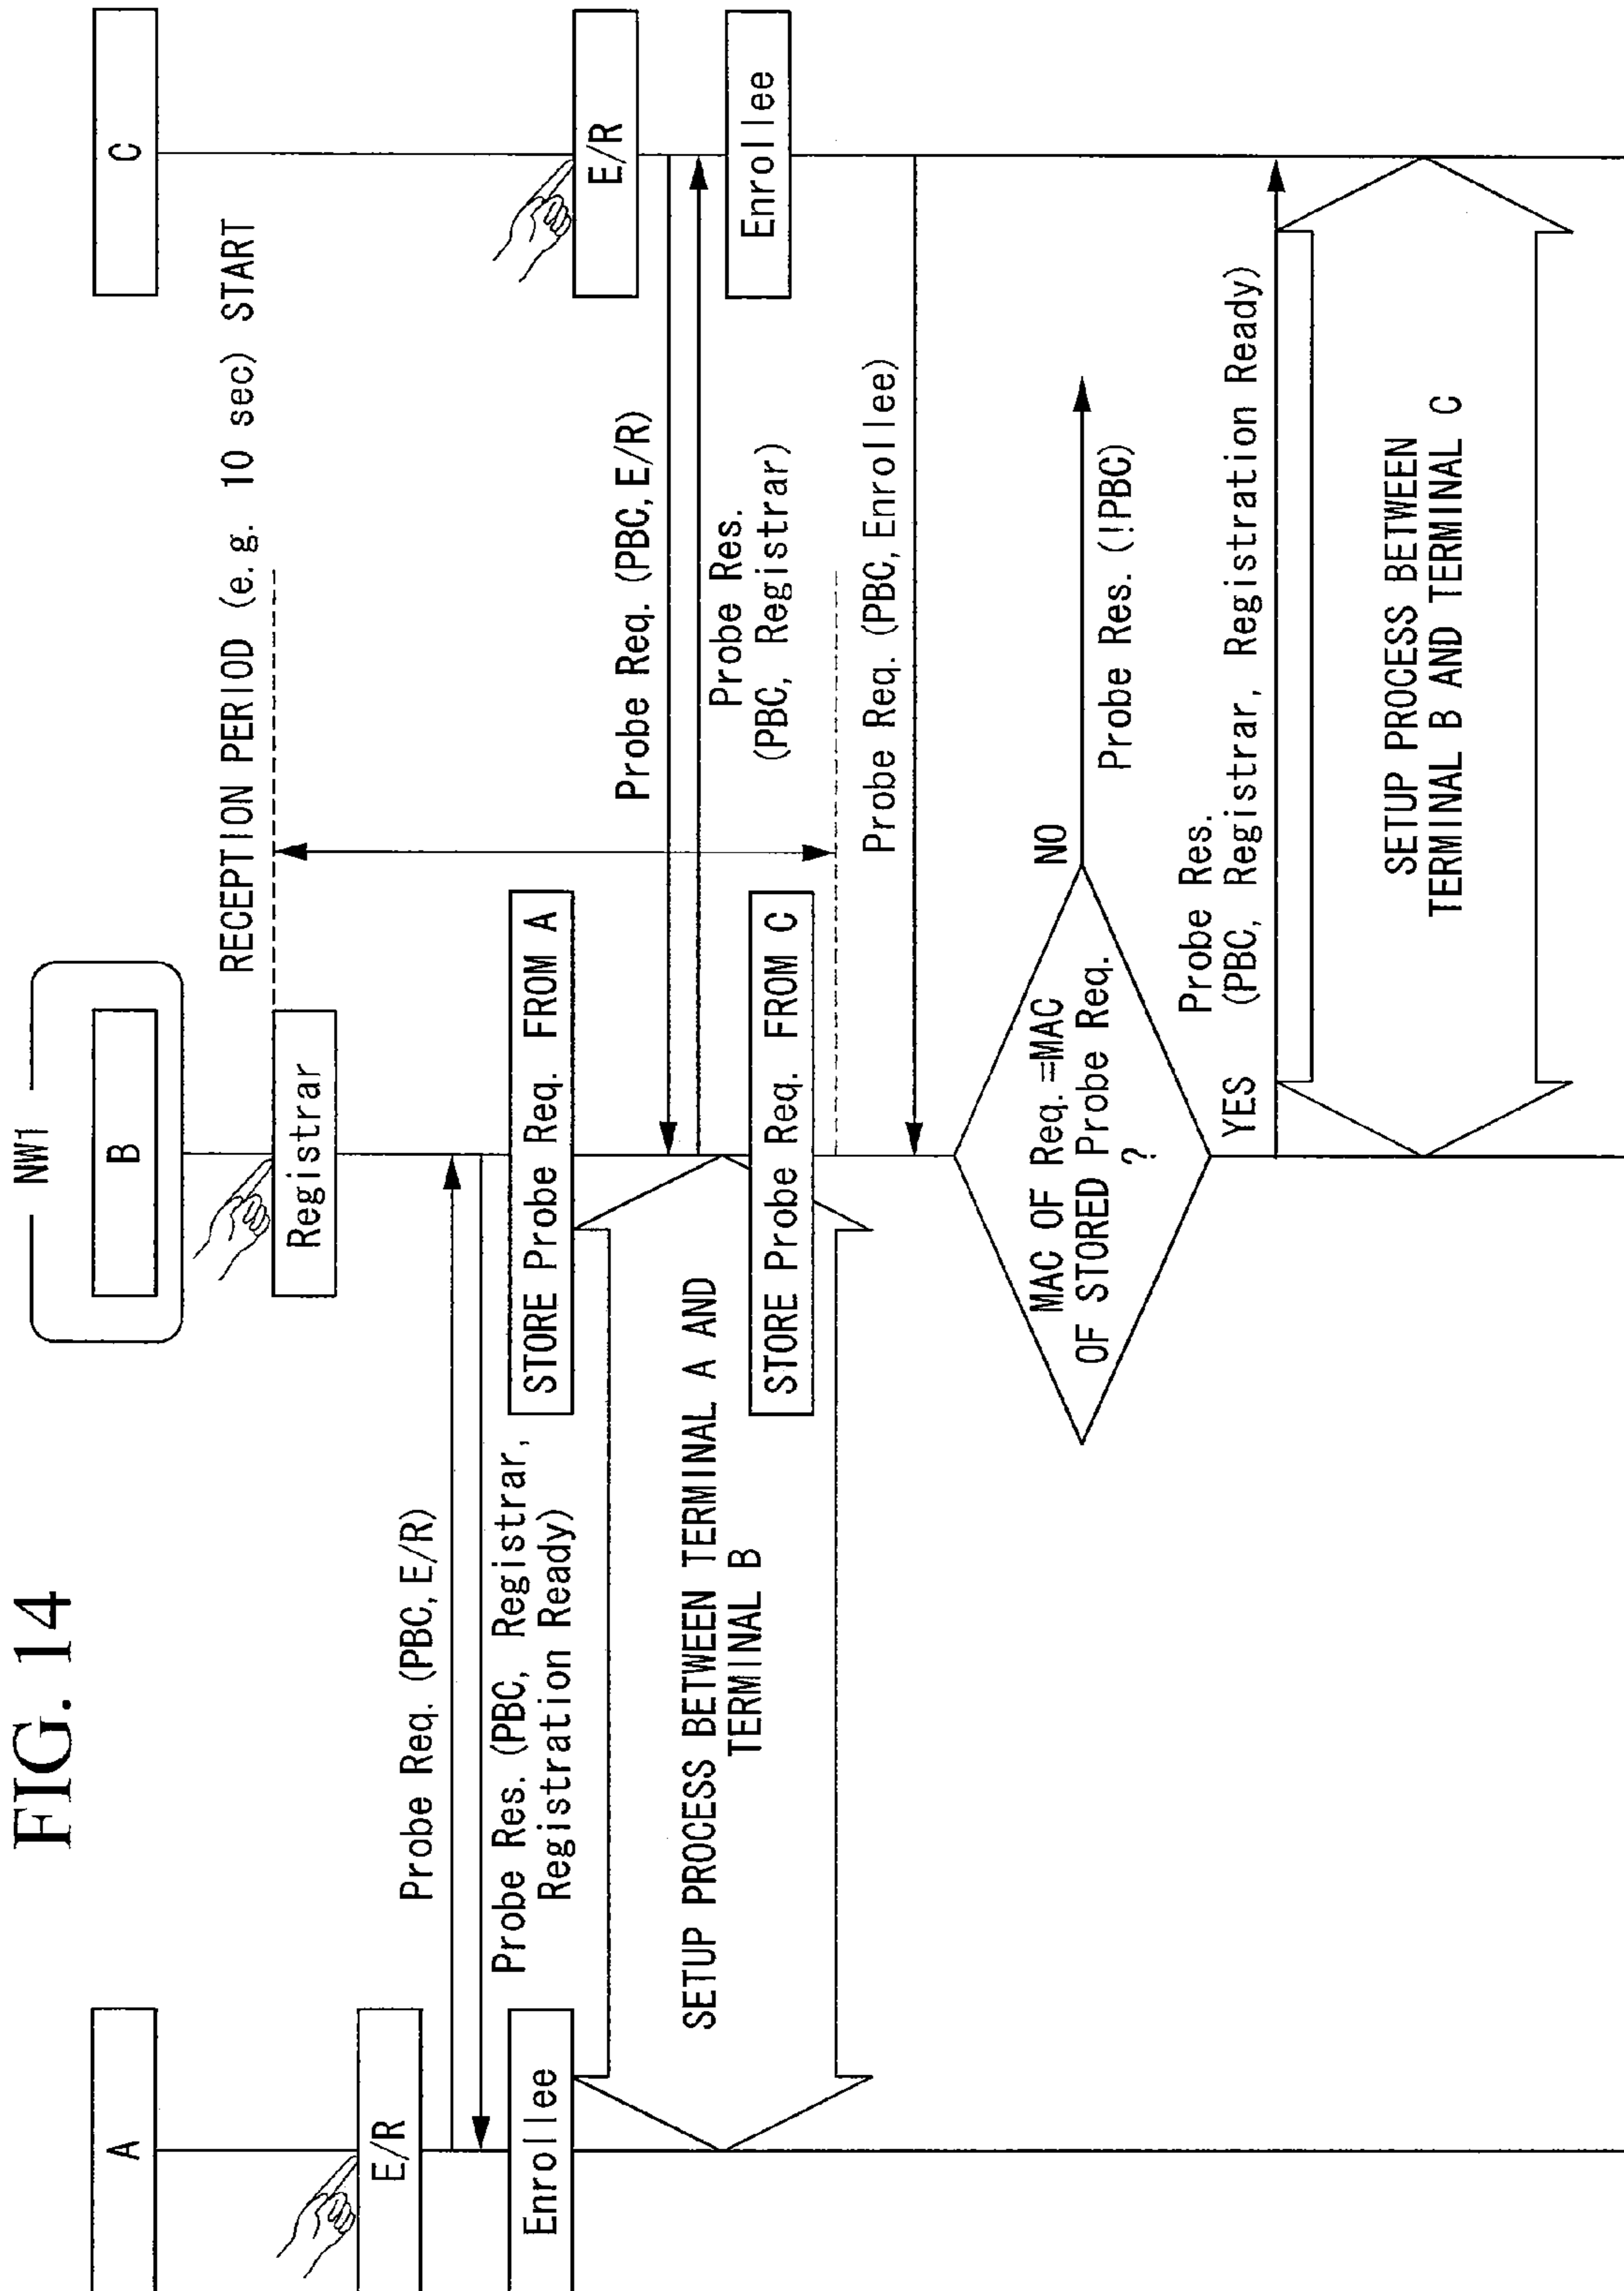 FIG. 14
NW1
A
B
C
RECEPTION PERIOD (e.g. 10 sec) START
Registrar
E/R
Probe Req. (PBC, E/R)
Probe Res. (PBC, Registrar,
Registration Ready)
Enrollee
STORE Probe Req. FROM A
E/R
Probe Req. (PBC, E/R)
Probe Res.
(PBC, Registrar)
Enrollee
SETUP PROCESS BETWEEN TERMINAL A AND
TERMINAL B
STORE Probe Req. FROM C
Probe Req. (PBC, Enrollee)
MAC OF Req. =MAC
OF STORED Probe Req.
?
NO
Probe Res. (!PBC)
YES
Probe Res.
(PBC, Registrar, Registration Ready)
SETUP PROCESS BETWEEN
TERMINAL B AND TERMINAL C